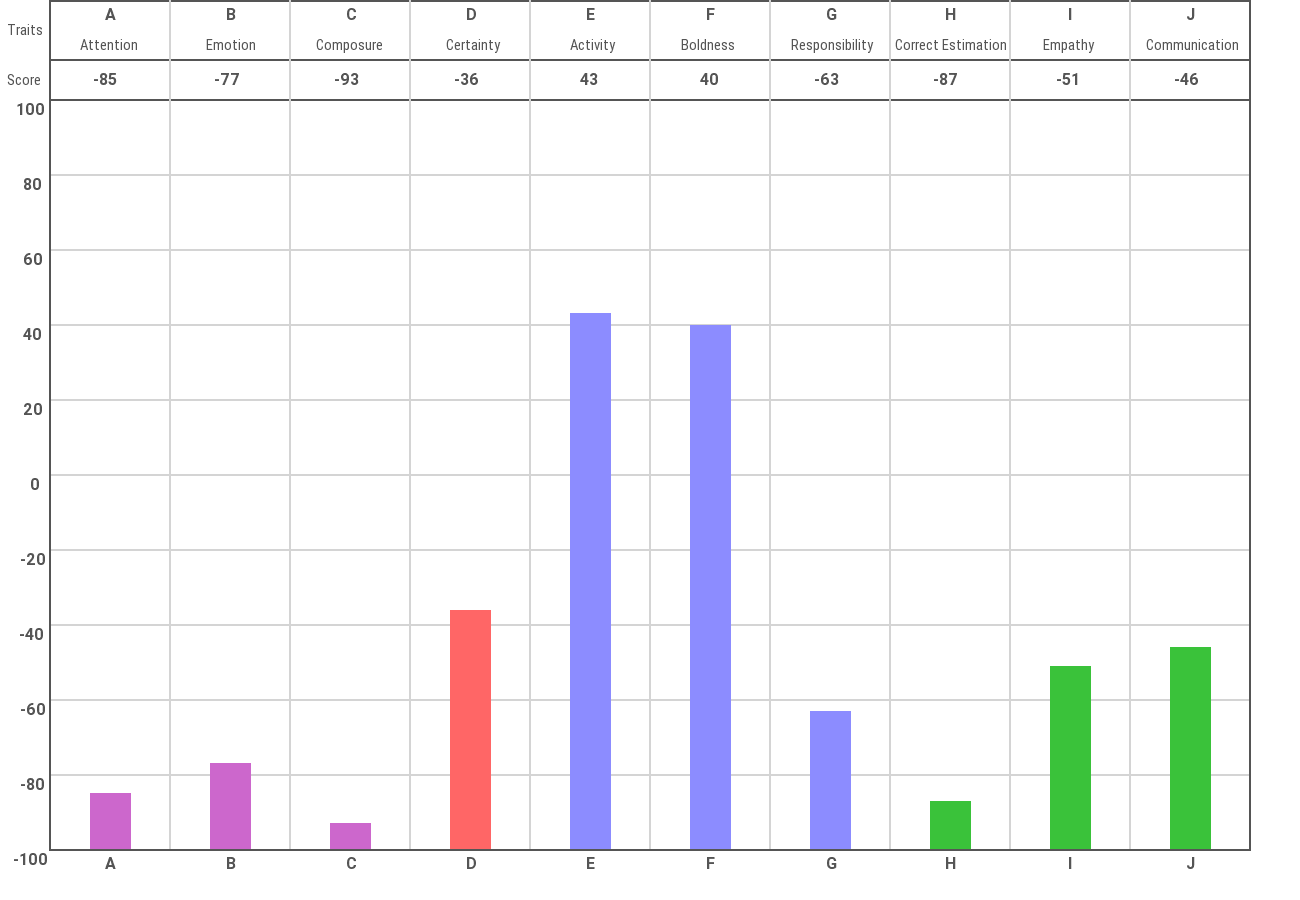 A B C D E F G H I J
Traits
Attention Emotion Composure Certainty Activity Boldness Responsibility Correct Estimation Empathy Communication
Score -85 -77 -93 -36 43 40 -63 -87 -51 -46
100
80
60
40
20
0
-20
-40
-60
-80
-100
A B C D E F G H I J